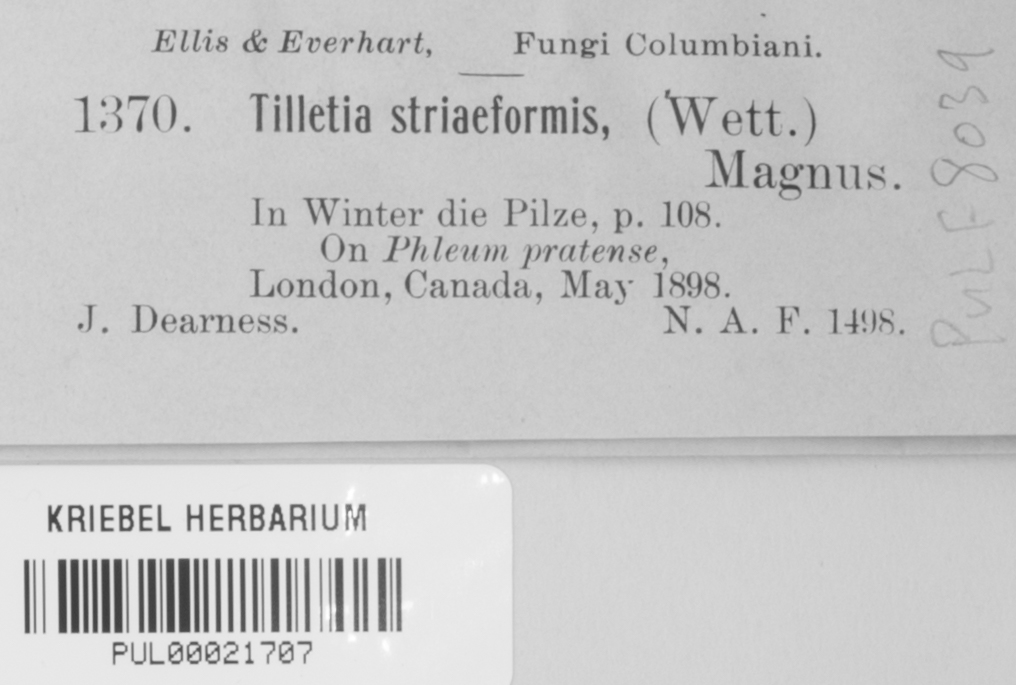 Ellis & Everhart, Fungi Columbiani.
1370. Tilletia striaeformis, (Wett.)
Magnus.
In Winter die Pilze, p. 108.
On Phleum pratense,
London, Canada, May 1898.
J. Dearness. N. A. F. 1498.
PULF 8039
KRIEBEL HERBARIUM
PUL00021707